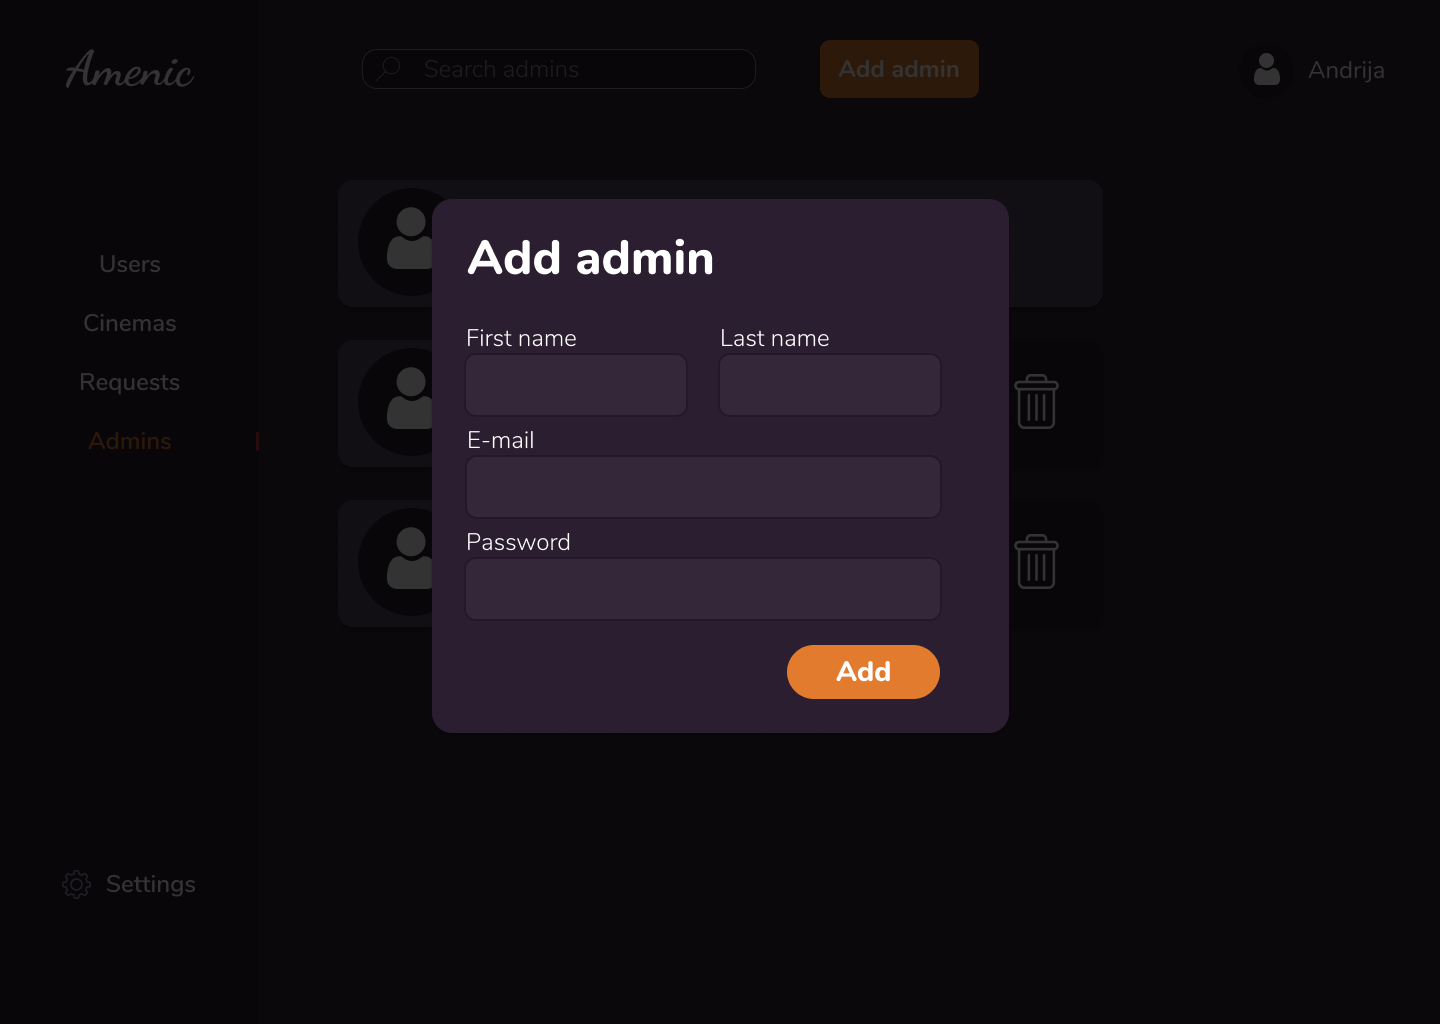 Amenic
Search admins
Add admin
Andrija
Users
Cinemas
Requests
Admins
Settings
Add admin
First name
Last name
E-mail
Password
Add